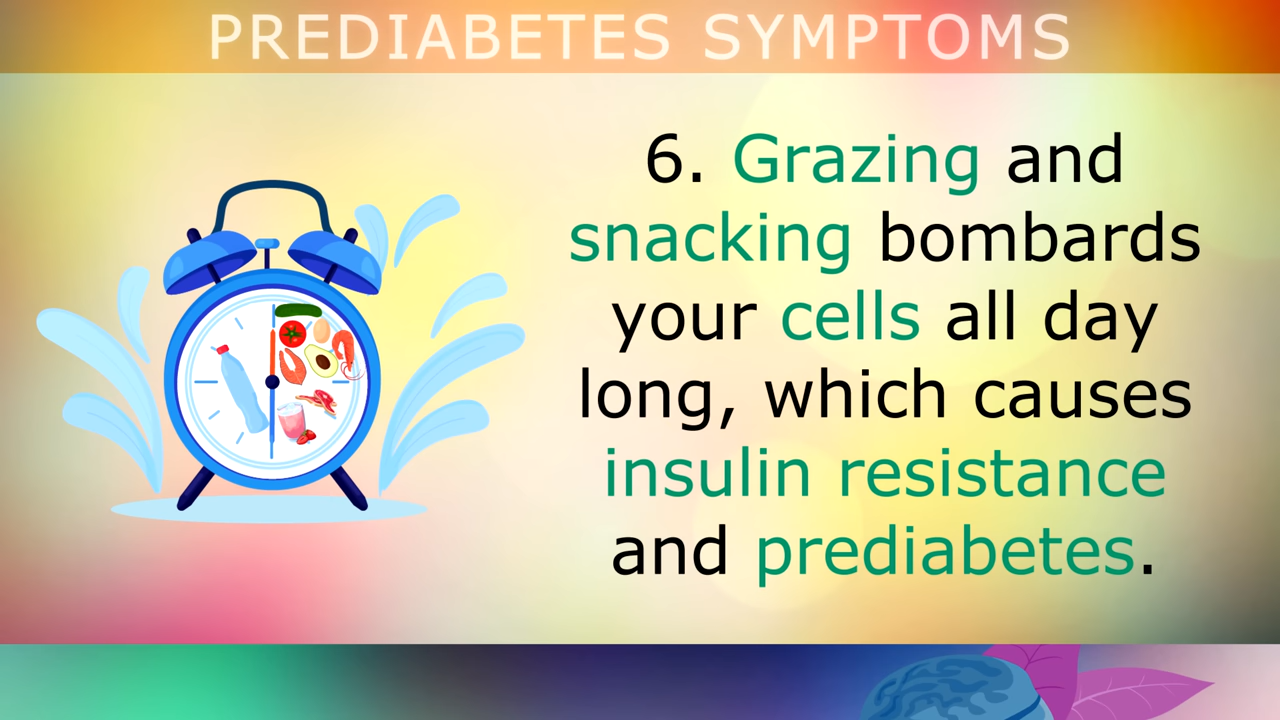 PREDIABETES SYMPTOMS
6. Grazing and
snacking bombards
your cells all day
long, which causes
insulin resistance
and prediabetes.